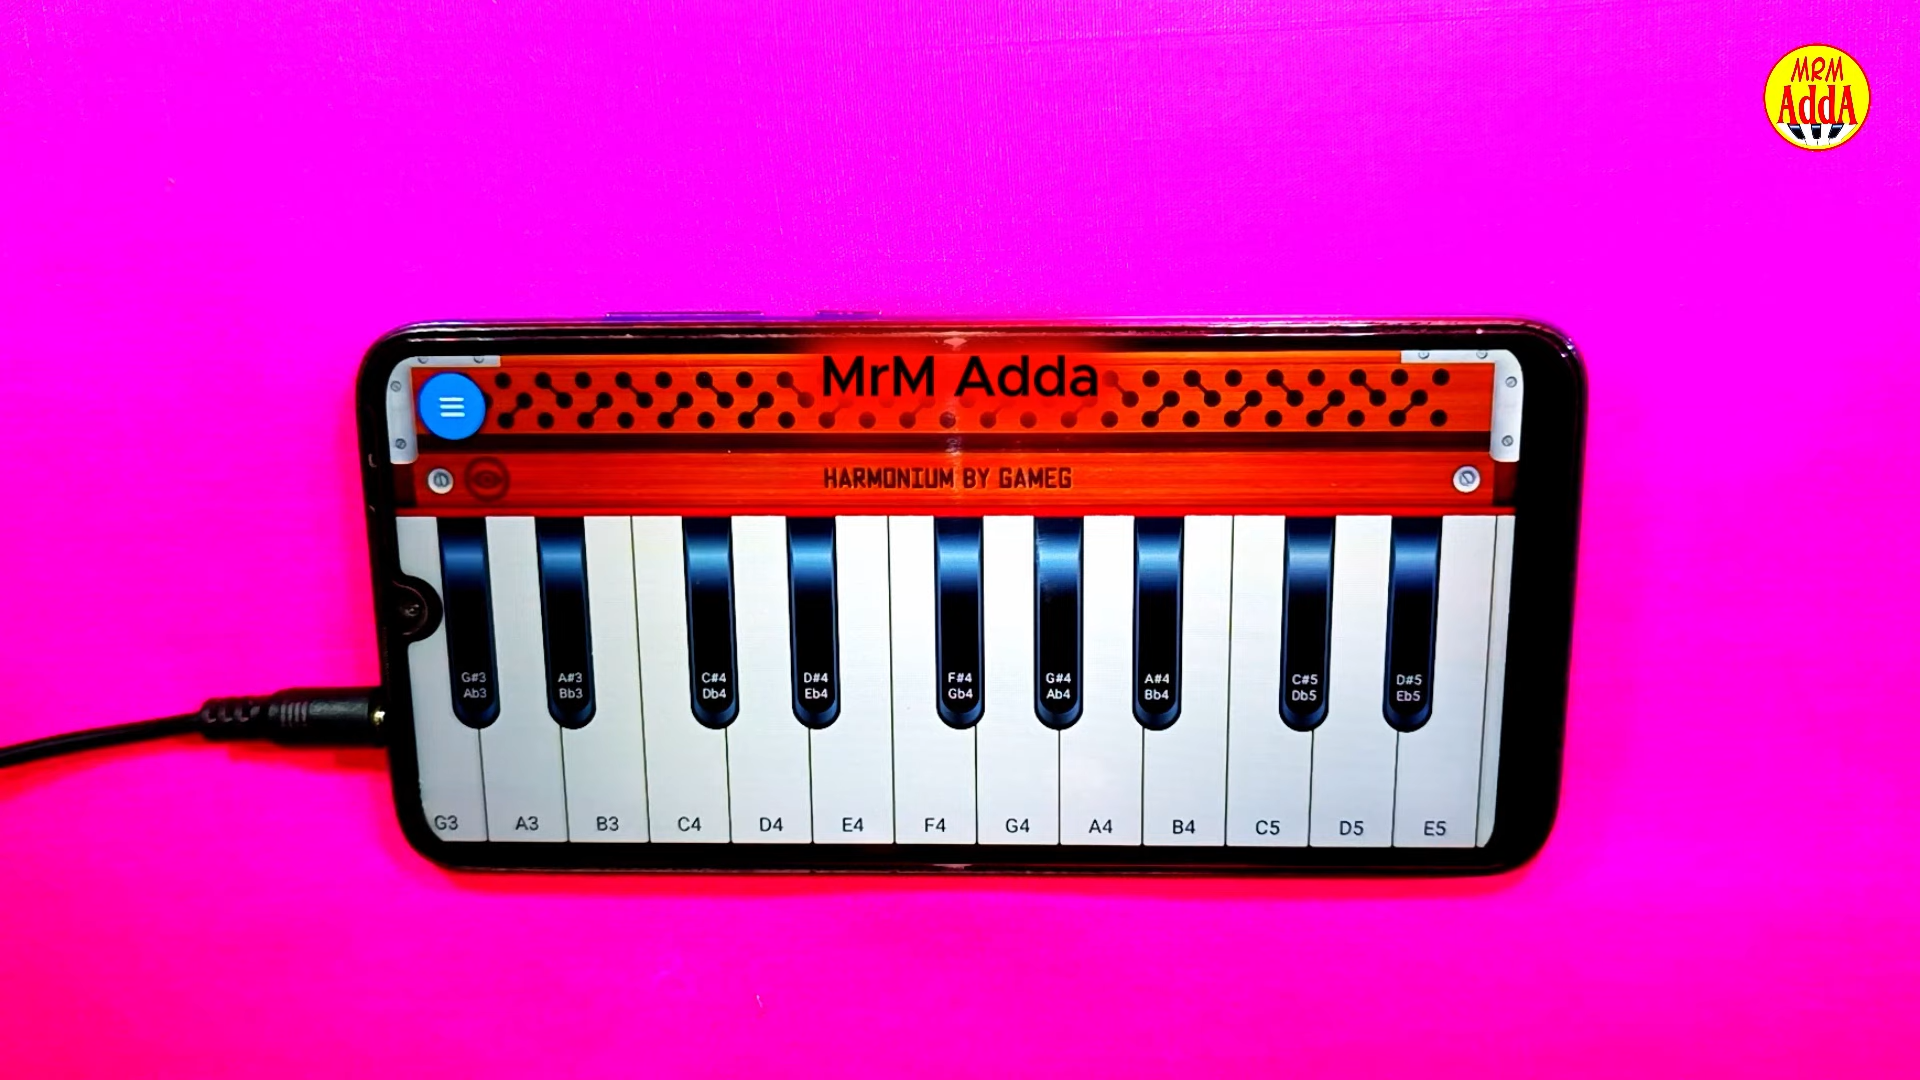 MRM
AddA
MrM Adda
HARMONIUM BY GAMEG
G#3 A#3 C#4 D#4 F#4 G#4 A#4 C#5 D#5
Ab3 Bb3 Db4 Eb4 Gb4 Ab4 Bb4 Db5 Eb5
G3 A3 B3 C4 D4 E4 F4 G4 A4 B4 C5 D5 E5